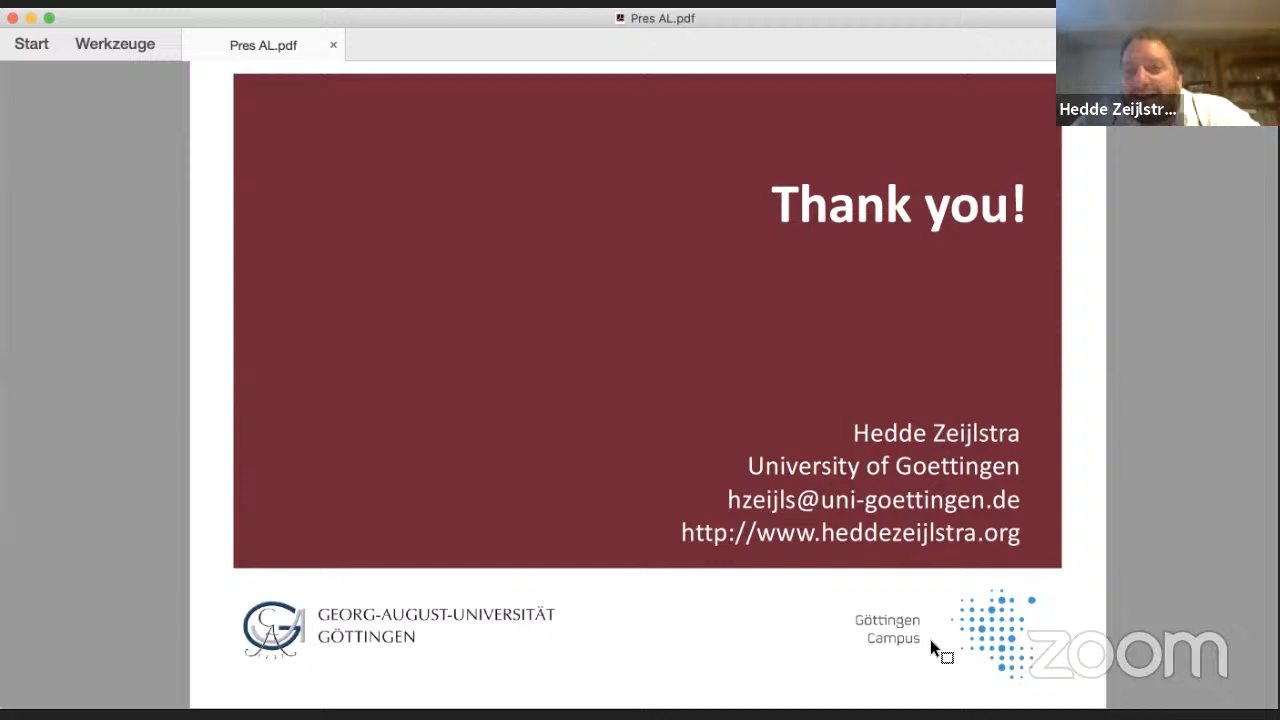 Pres AL.pdf
Start Werkzeuge Pres AL.pdf ×
Hedde Zeijlstr...
Thank you!
Hedde Zeijlstra
University of Goettingen
hzeijls@uni-goettingen.de
http://www.heddezeijlstra.org
GEORG-AUGUST-UNIVERSITÄT
GÖTTINGEN
Göttingen
Campus
zoom